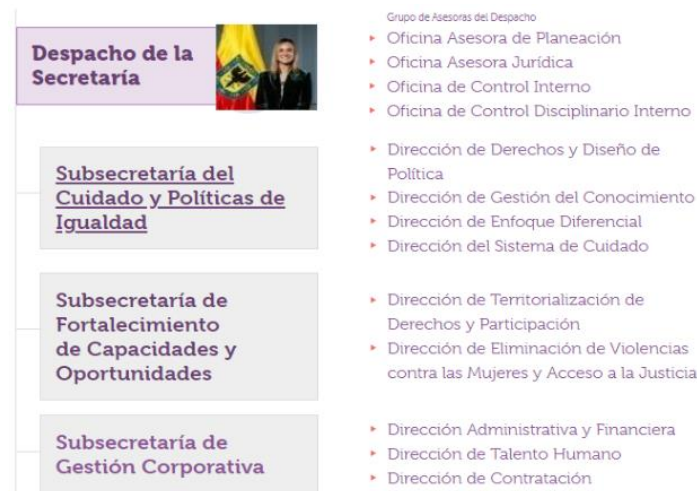 Grupo de Asesoras del Despacho
Despacho de la
Secretaría
Oficina Asesora de Planeación
Oficina Asesora Jurídica
Oficina de Control Interno
Oficina de Control Disciplinario Interno
Subsecretaría del
Cuidado y Políticas de
Igualdad
Dirección de Derechos y Diseño de
Política
Dirección de Gestión del Conocimiento
Dirección de Enfoque Diferencial
Dirección del Sistema de Cuidado
Subsecretaría de
Fortalecimiento
de Capacidades y
Oportunidades
Dirección de Territorialización de
Derechos y Participación
Dirección de Eliminación de Violencias
contra las Mujeres y Acceso a la Justicia
Subsecretaría de
Gestión Corporativa
Dirección Administrativa y Financiera
Dirección de Talento Humano
Dirección de Contratación